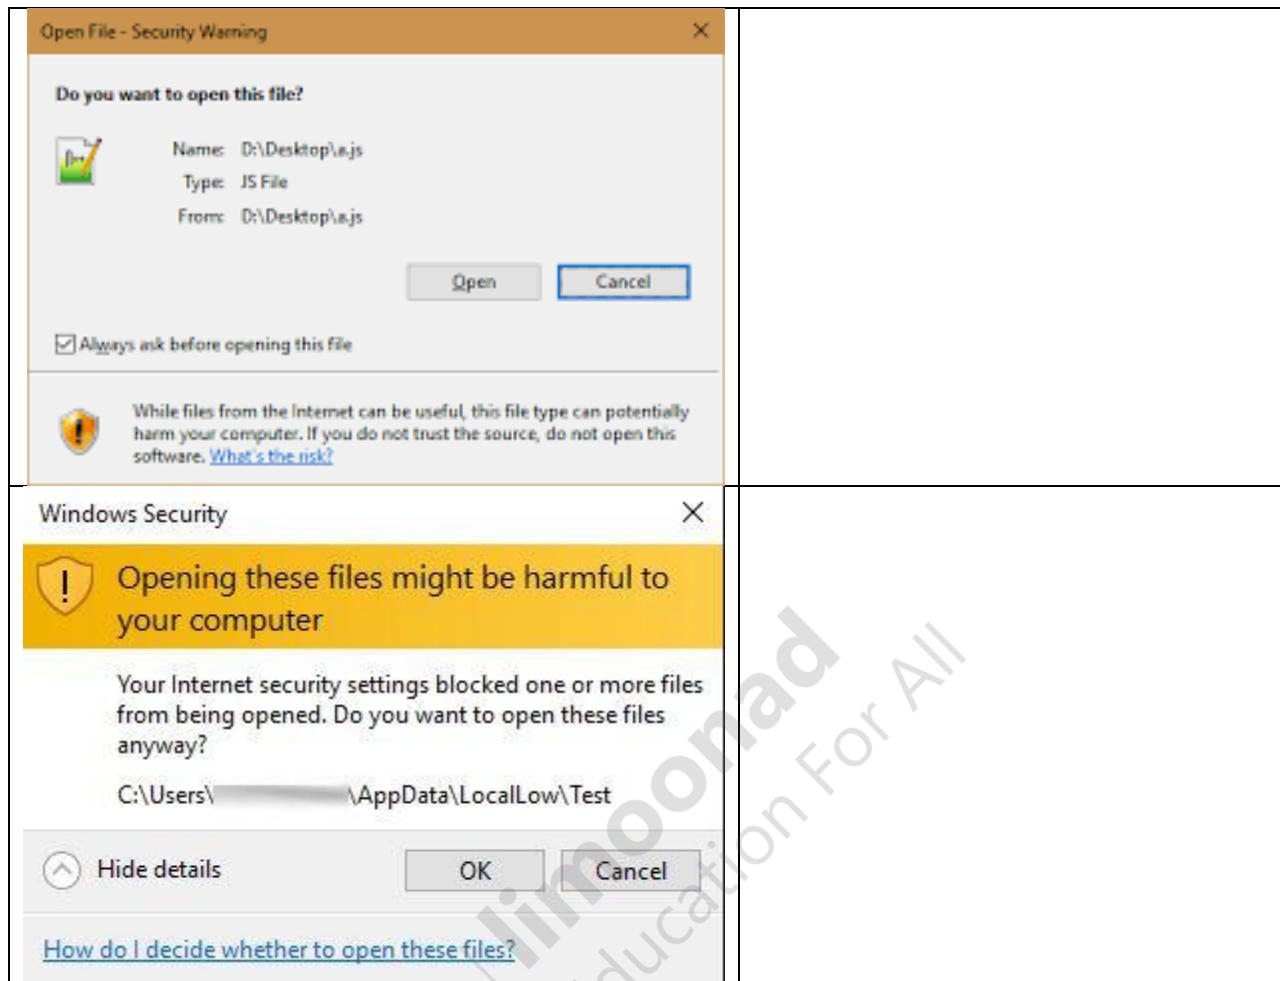 Open File - Security Warning
Do you want to open this file?
Name: D:\Desktop\a.js
Type: JS File
From: D:\Desktop\a.js
Open Cancel
Always ask before opening this file
While files from the Internet can be useful, this file type can potentially
harm your computer. If you do not trust the source, do not open this
software. What's the risk?
Windows Security
Opening these files might be harmful to
your computer
Your Internet security settings blocked one or more files
from being opened. Do you want to open these files
anyway?
C:\Users\ \AppData\LocalLow\Test
Hide details OK Cancel
How do I decide whether to open these files?
limoonad
Education For All